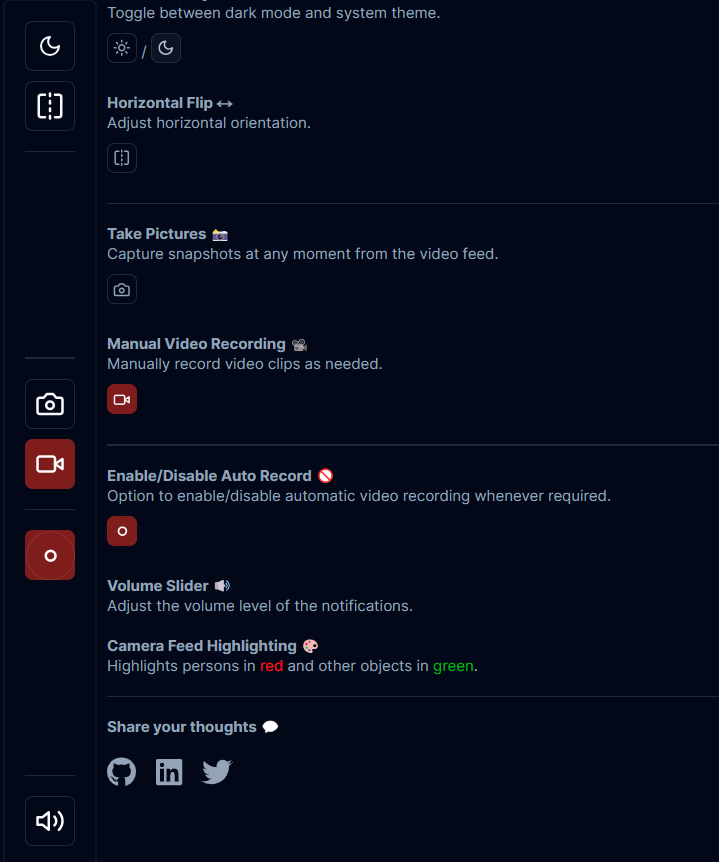 Toggle between dark mode and system theme.
/
Horizontal Flip ↔️
Adjust horizontal orientation.
Take Pictures 📸
Capture snapshots at any moment from the video feed.
Manual Video Recording 📽️
Manually record video clips as needed.
Enable/Disable Auto Record 🚫
Option to enable/disable automatic video recording whenever required.
Volume Slider 🔊
Adjust the volume level of the notifications.
Camera Feed Highlighting 🎨
Highlights persons in red and other objects in green.
Share your thoughts 💬
in